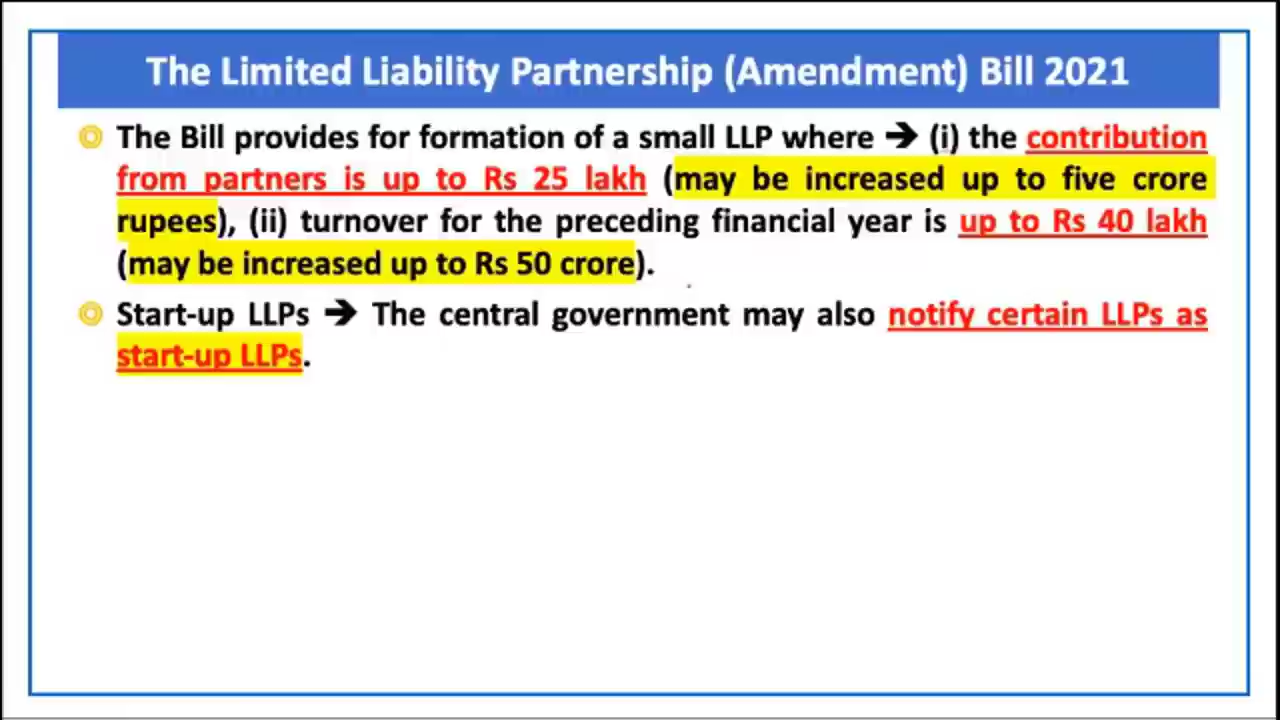 The Limited Liability Partnership (Amendment) Bill 2021
The Bill provides for formation of a small LLP where ➔ (i) the contribution
from partners is up to Rs 25 lakh (may be increased up to five crore
rupees), (ii) turnover for the preceding financial year is up to Rs 40 lakh
(may be increased up to Rs 50 crore).
Start-up LLPs ➔ The central government may also notify certain LLPs as
start-up LLPs.